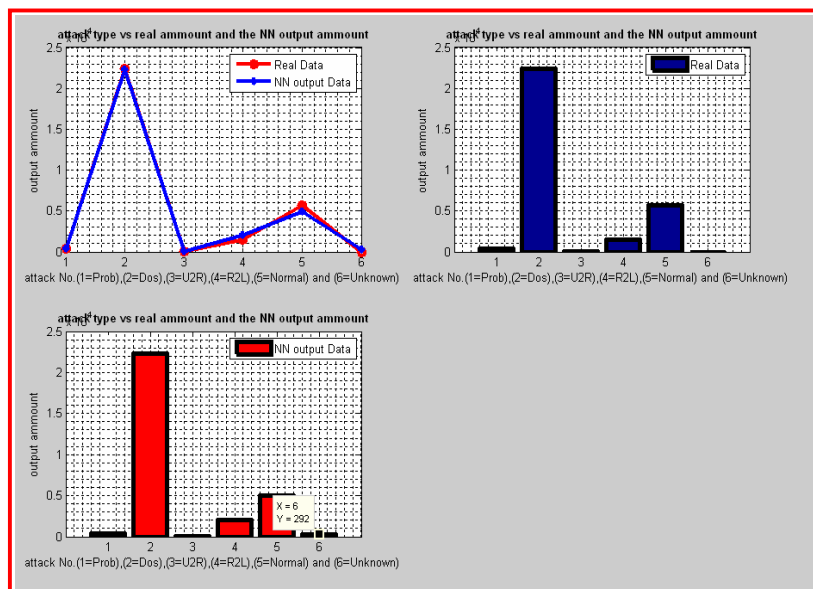 attack type vs real ammount and the NN output ammount
x 10^4
2.5
2
1.5
1
0.5
0
output ammount
Real Data
NN output Data
1 2 3 4 5 6
attack No.(1=Prob),(2=Dos),(3=U2R),(4=R2L),(5=Normal) and (6=Unknown)
attack type vs real ammount and the NN output ammount
x 10^4
2.5
2
1.5
1
0.5
0
output ammount
Real Data
1 2 3 4 5 6
attack No.(1=Prob),(2=Dos),(3=U2R),(4=R2L),(5=Normal) and (6=Unknown)
attack type vs real ammount and the NN output ammount
x 10^4
2.5
2
1.5
1
0.5
0
output ammount
NN output Data
X = 6
Y = 292
1 2 3 4 5 6
attack No.(1=Prob),(2=Dos),(3=U2R),(4=R2L),(5=Normal) and (6=Unknown)